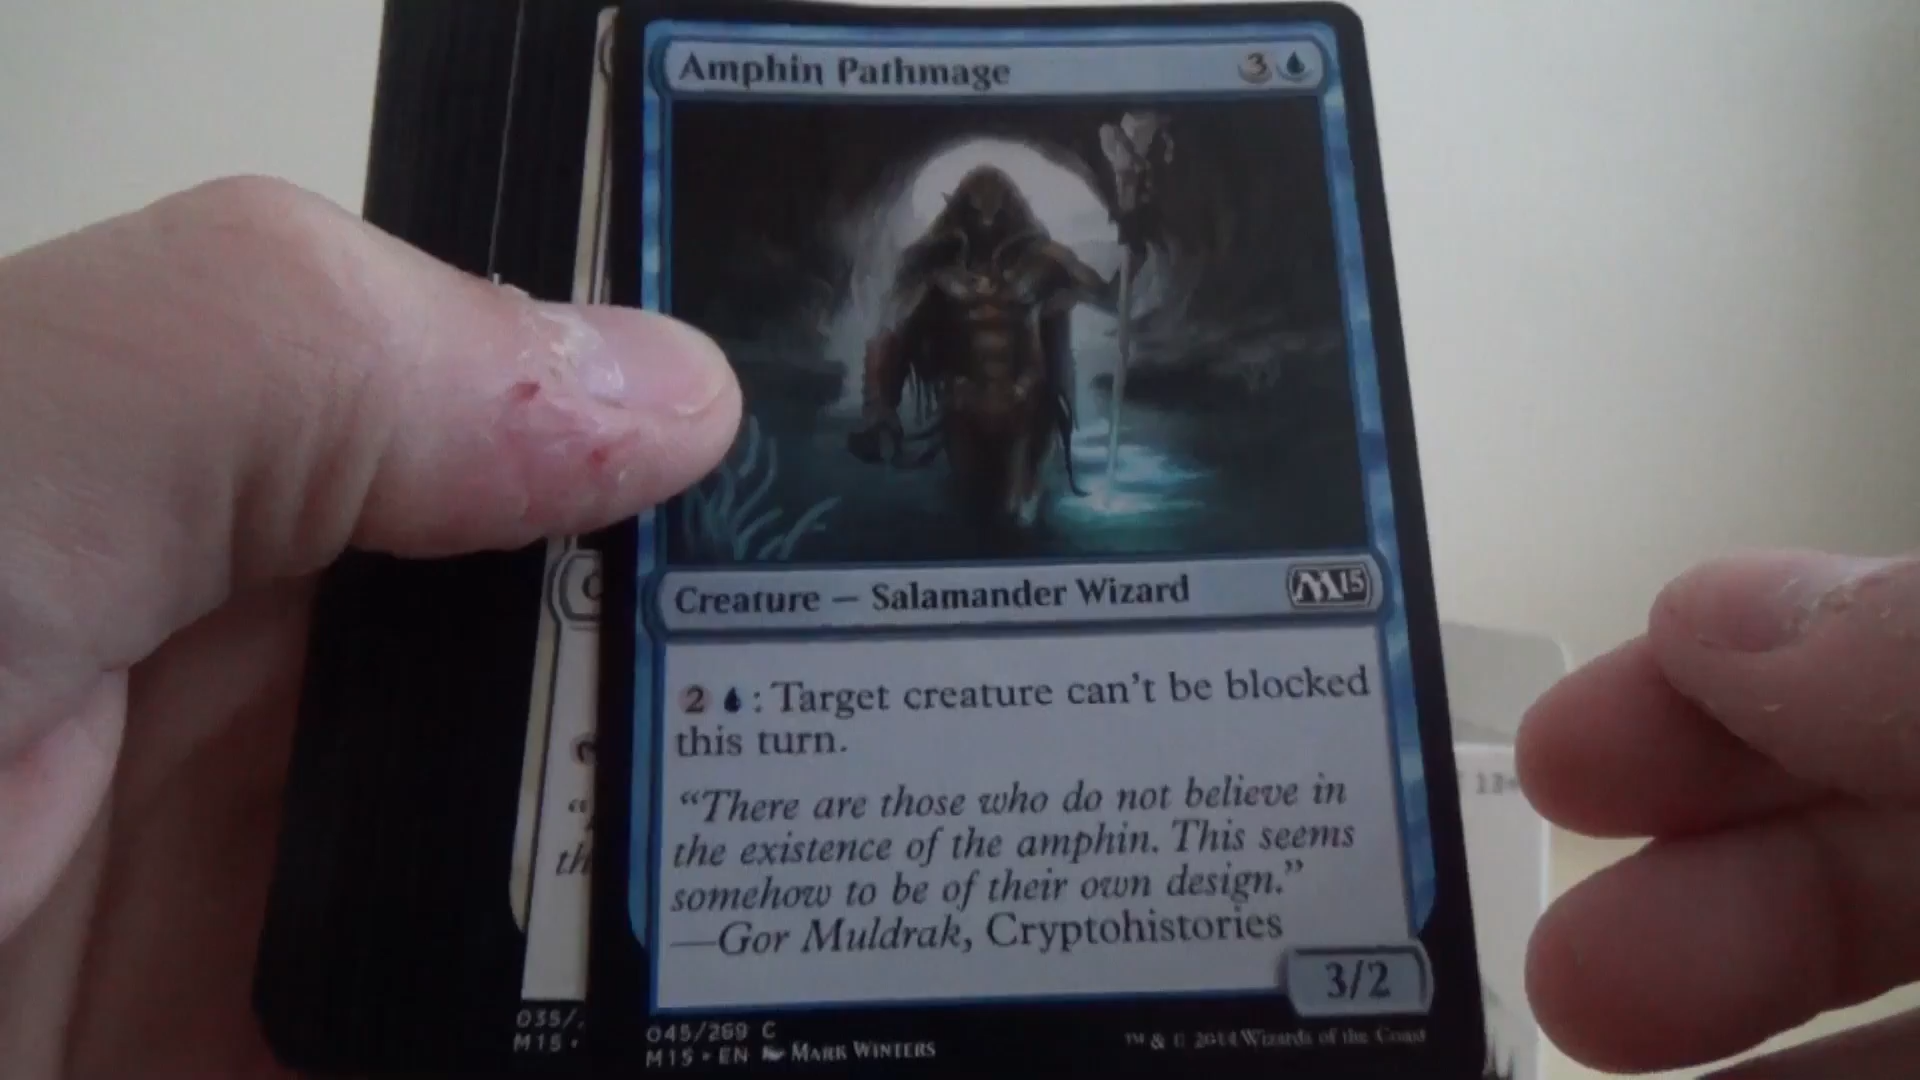 Amphin Pathmage 3
Creature — Salamander Wizard M15
2 : Target creature can't be blocked
this turn.
“There are those who do not believe in
the existence of the amphin. This seems
somehow to be of their own design.”
—Gor Muldrak, Cryptohistories
3/2
045/269 C
M15 • EN Mark Winters
™ & © 2014 Wizards of the Coast
C
“
th
035/
M15 •